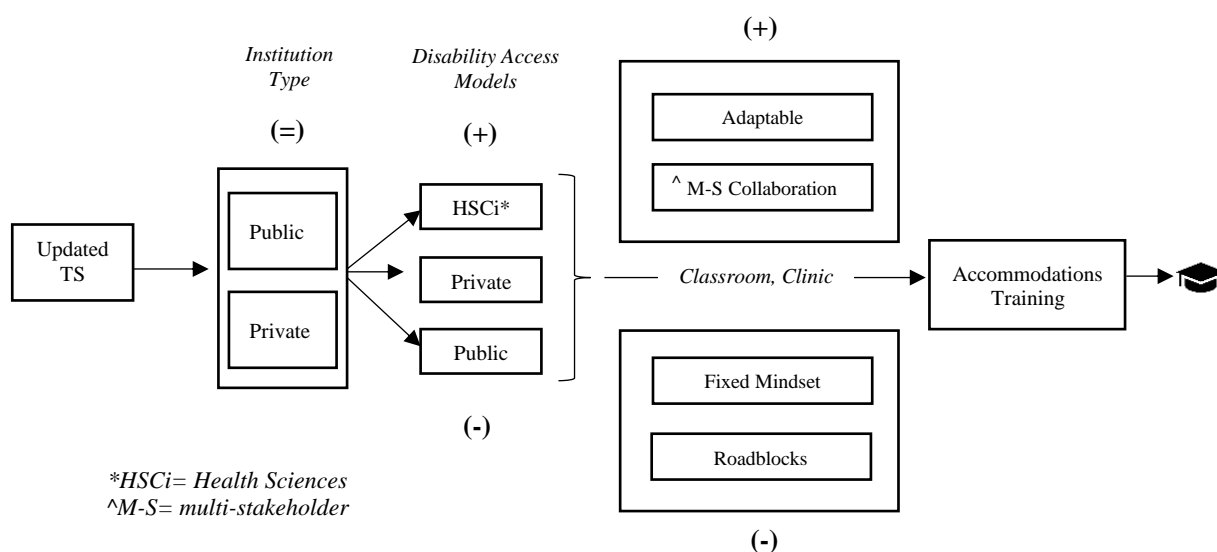 (+)
Institution
Type
Disability Access
Models
(=)
(+)
Adaptable
^ M-S Collaboration
Updated
TS
Public
Private
HSCi*
Private
Public
Classroom, Clinic
Accommodations
Training
Fixed Mindset
Roadblocks
(-)
(-)
*HSCi= Health Sciences
^M-S= multi-stakeholder